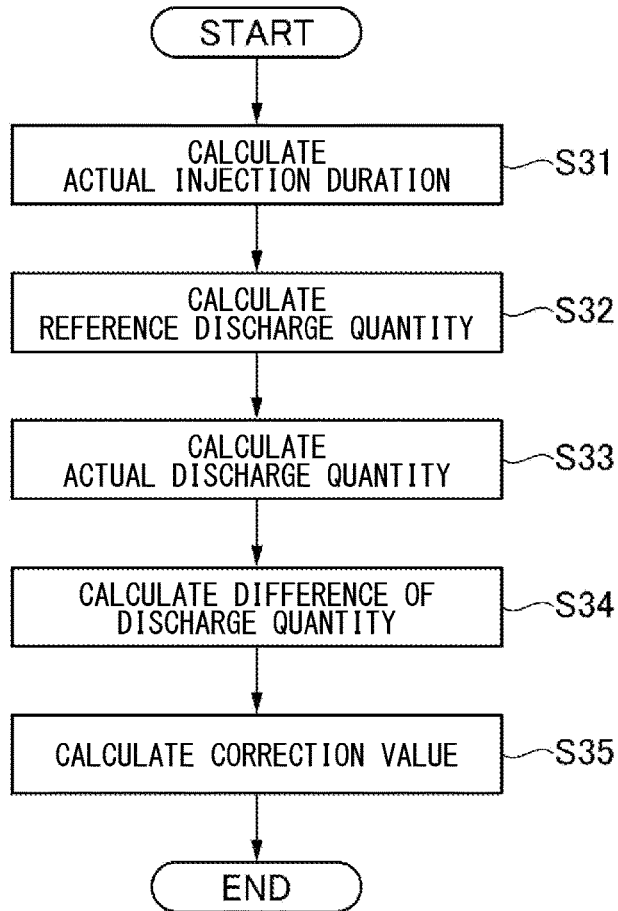 START
CALCULATE
ACTUAL INJECTION DURATION
S31
CALCULATE
REFERENCE DISCHARGE QUANTITY
S32
CALCULATE
ACTUAL DISCHARGE QUANTITY
S33
CALCULATE DIFFERENCE OF
DISCHARGE QUANTITY
S34
CALCULATE CORRECTION VALUE
S35
END